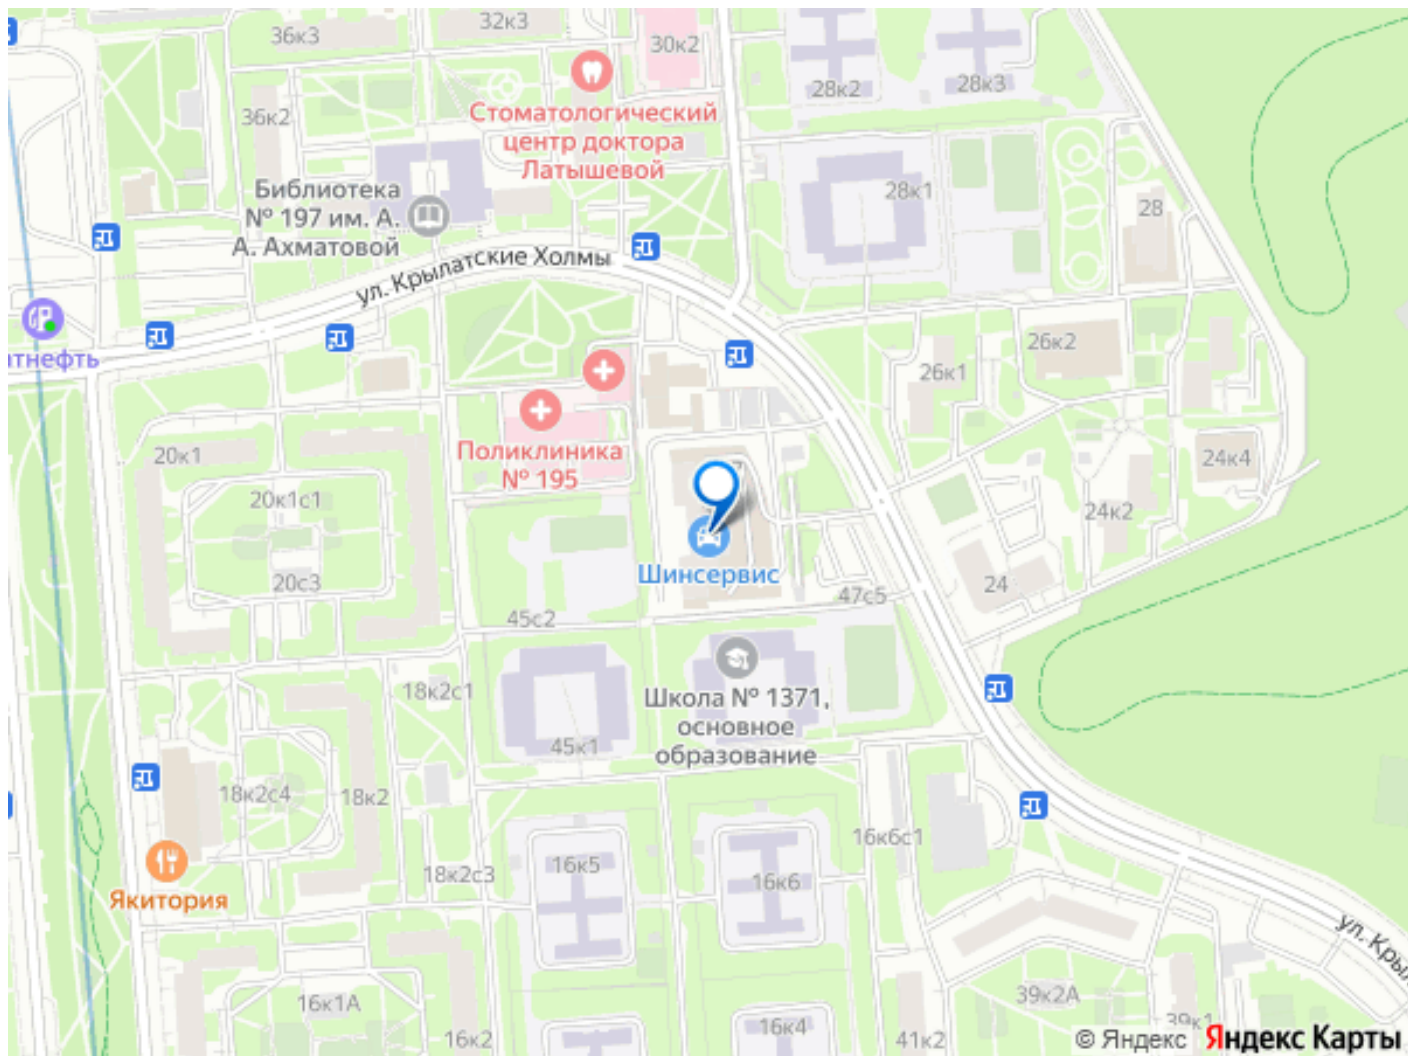 36к3
32к3
30к2
28к2
28к3
36к2
Стоматологический
центр доктора
Латышевой
Библиотека
№ 197 им. А.
А. Ахматовой
28к1
28
ул. Крылатские Холмы
атнефть
26к2
26к1
20к1
Поликлиника
№ 195
24к4
20к1с1
24к2
Шинсервис
20с3
24
47с5
45с2
18к2с1
Школа № 1371,
основное
образование
45к1
18к2с4
18к2
16к6с1
16к5
18к2с3
16к6
Якитория
ул. Крыл
16к1А
39к2А
39к1
16к2
16к4
41к2
© Яндекс Яндекс Карты